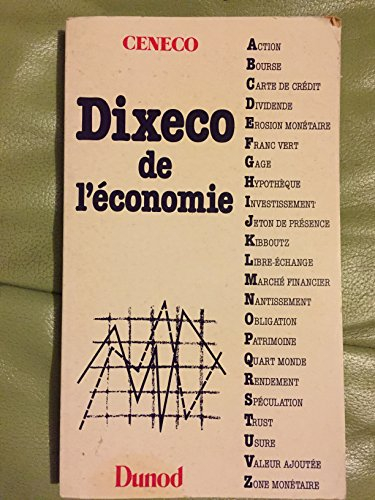 CENECO
Dixeco
de
l'économie
ACTION
BOURSE
CARTE DE CRÉDIT
DIVIDENDE
EROSION MONÉTAIRE
FRANC VERT
GAGE
HYPOTHÈQUE
INVESTISSEMENT
JETON DE PRÉSENCE
KIBBOUTZ
LIBRE-ÉCHANGE
MARCHÉ FINANCIER
NANTISSEMENT
OBLIGATION
PATRIMOINE
QUART MONDE
RENDEMENT
SPÉCULATION
TRUST
USURE
VALEUR AJOUTÉE
ZONE MONÉTAIRE
Dunod